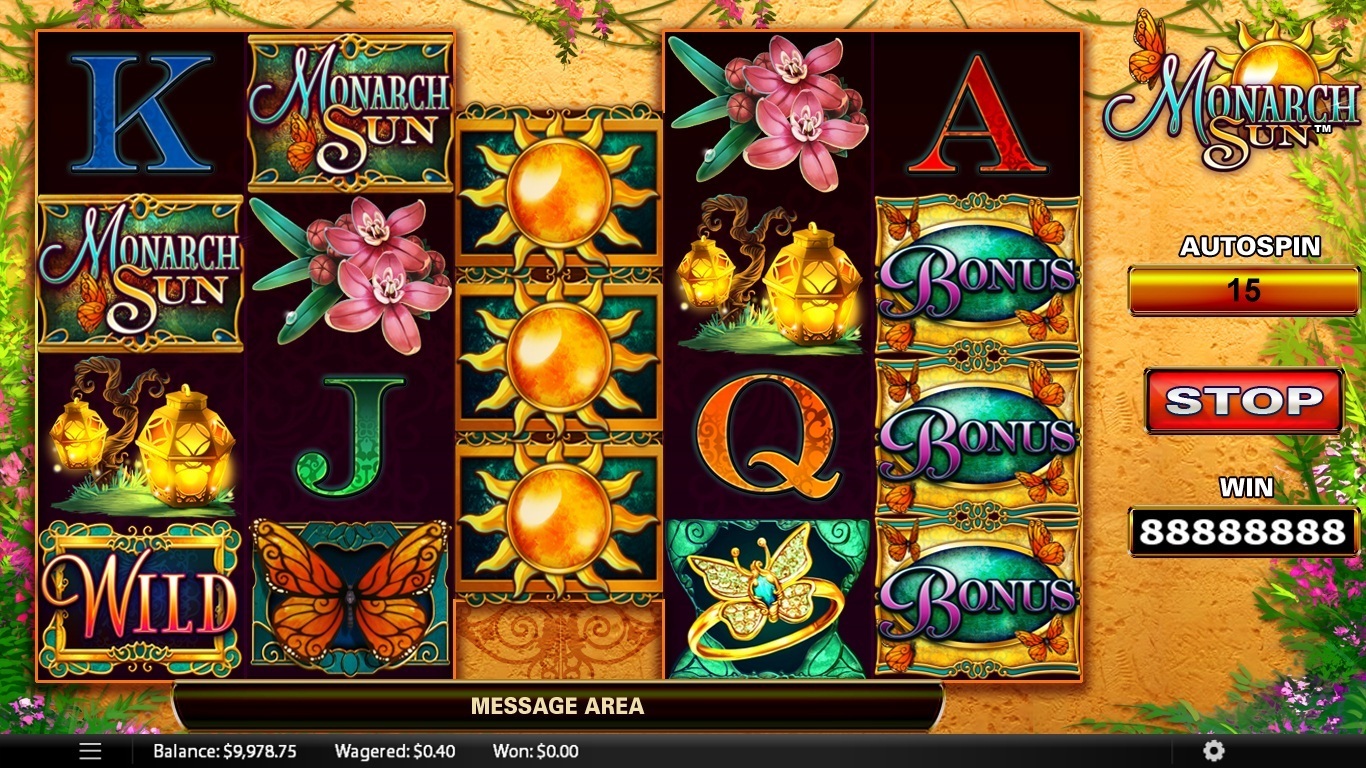 K
MONARCH
SUN
A
MONARCH
SUN™
MONARCH
SUN
BONUS
AUTOSPIN
15
J
Q
BONUS
STOP
WIN
88888888
WILD
BONUS
MESSAGE AREA
Balance: $9,978.75 Wagered: $0.40 Won: $0.00